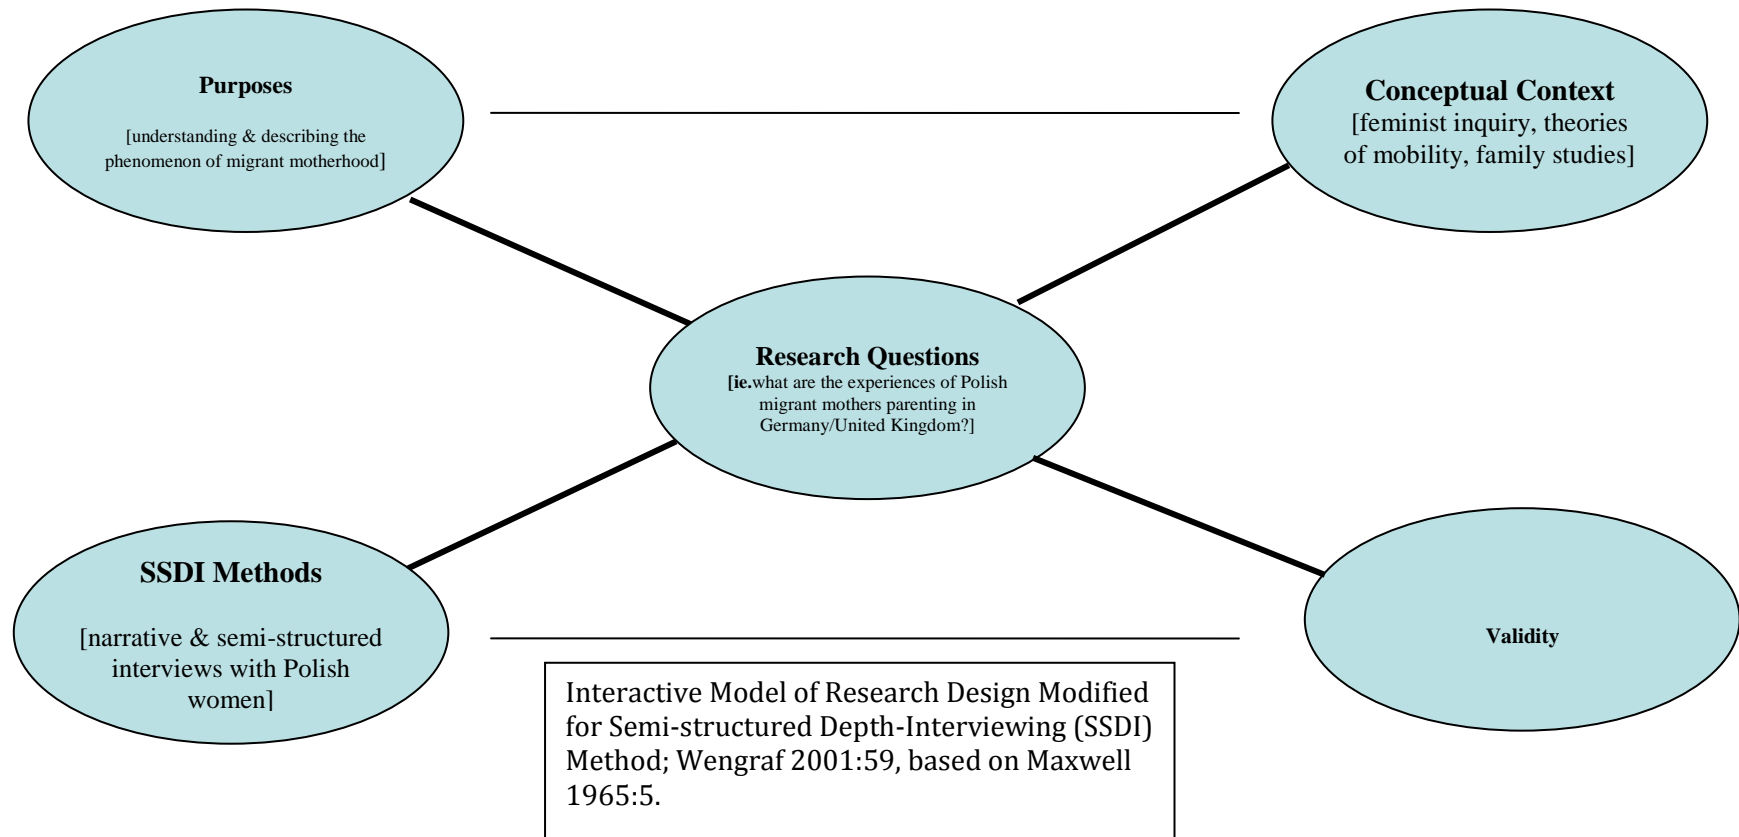 Purposes
[understanding & describing the
phenomenon of migrant motherhood]
Conceptual Context
[feminist inquiry, theories
of mobility, family studies]
Research Questions
[ie.what are the experiences of Polish
migrant mothers parenting in
Germany/United Kingdom?]
SSDI Methods
[narrative & semi-structured
interviews with Polish
women]
Validity
Interactive Model of Research Design Modified
for Semi-structured Depth-Interviewing (SSDI)
Method; Wengraf 2001:59, based on Maxwell
1965:5.